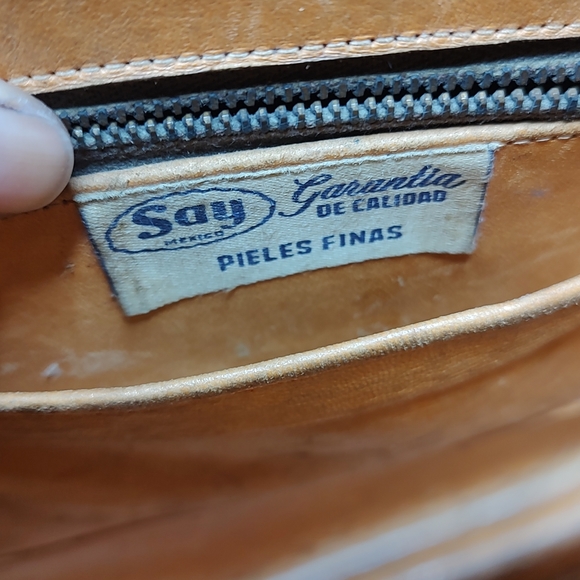 Say
MEXICO
Garantia
DE CALIDAD
PIELES FINAS